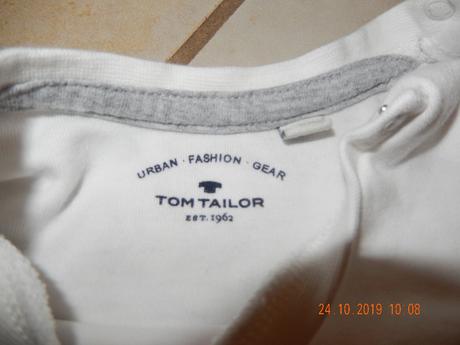 URBAN · FASHION · GEAR
TOM TAILOR
EST. 1962
24.10.2019 10:08